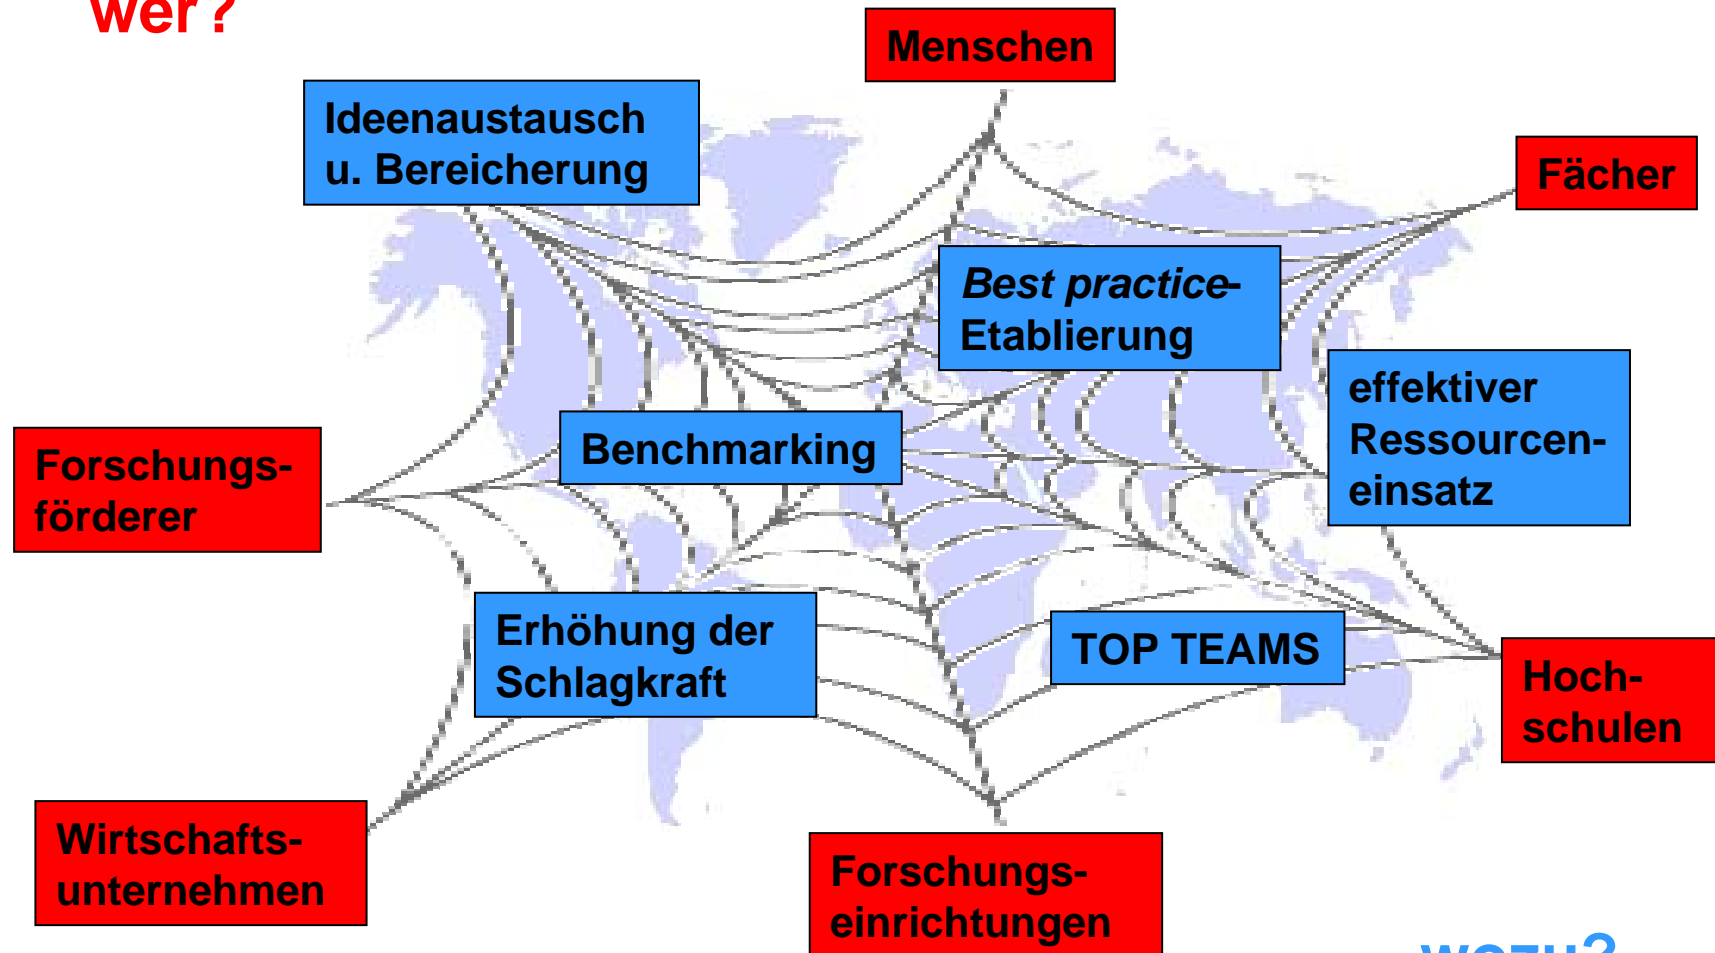 wer?
Menschen
Ideenaustausch
u. Bereicherung
Fächer
Best practice-
Etablierung
effektiver
Ressourcen-
einsatz
Benchmarking
Forschungs-
förderer
Erhöhung der
Schlagkraft
TOP TEAMS
Hoch-
schulen
Wirtschafts-
unternehmen
Forschungs-
einrichtungen
wozu?